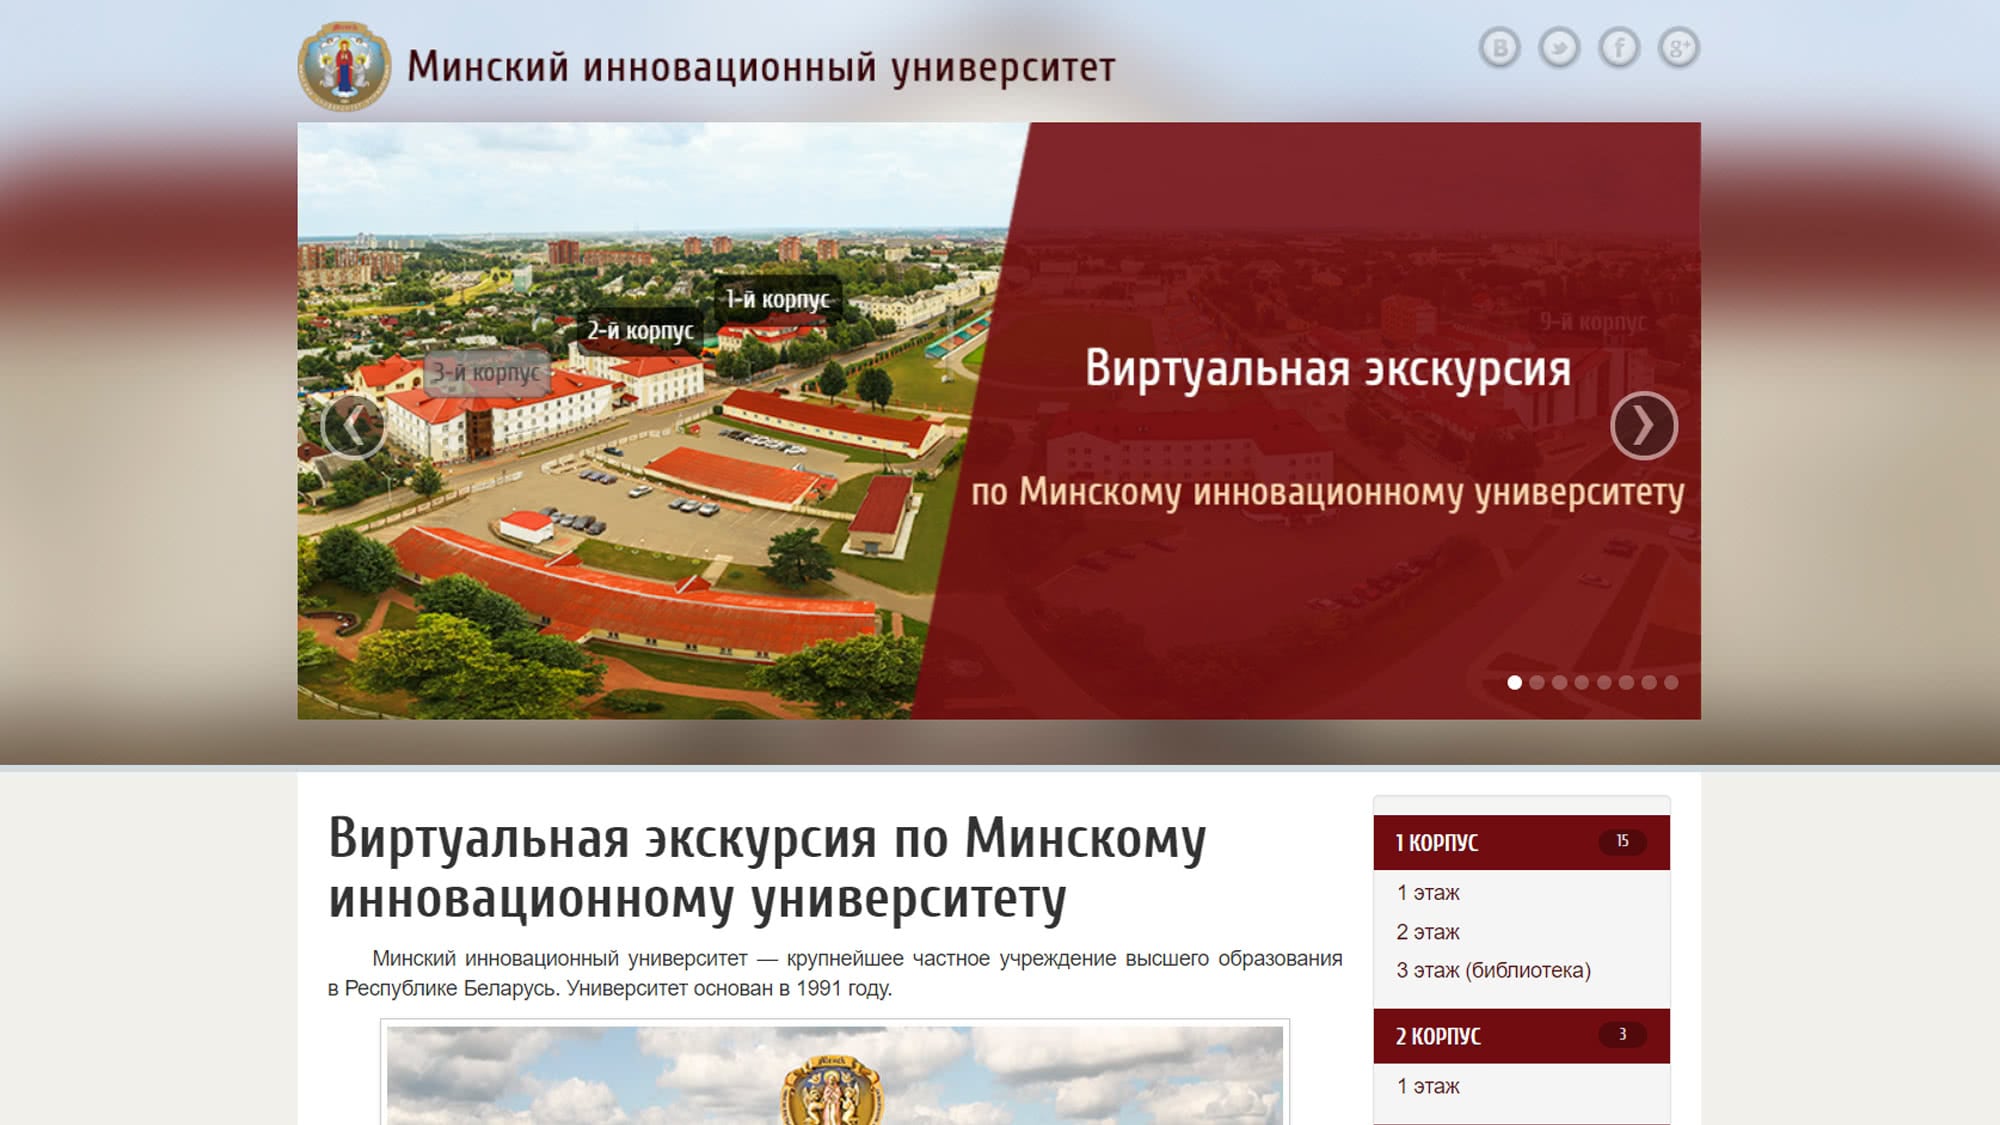 Минский инновационный университет
1-й корпус
2-й корпус
3-й корпус
9-й корпус
Виртуальная экскурсия
по Минскому инновационному университету
Виртуальная экскурсия по Минскому
инновационному университету
Минский инновационный университет — крупнейшее частное учреждение высшего образования
в Республике Беларусь. Университет основан в 1991 году.
1 КОРПУС 15
1 этаж
2 этаж
3 этаж (библиотека)
2 КОРПУС 3
1 этаж